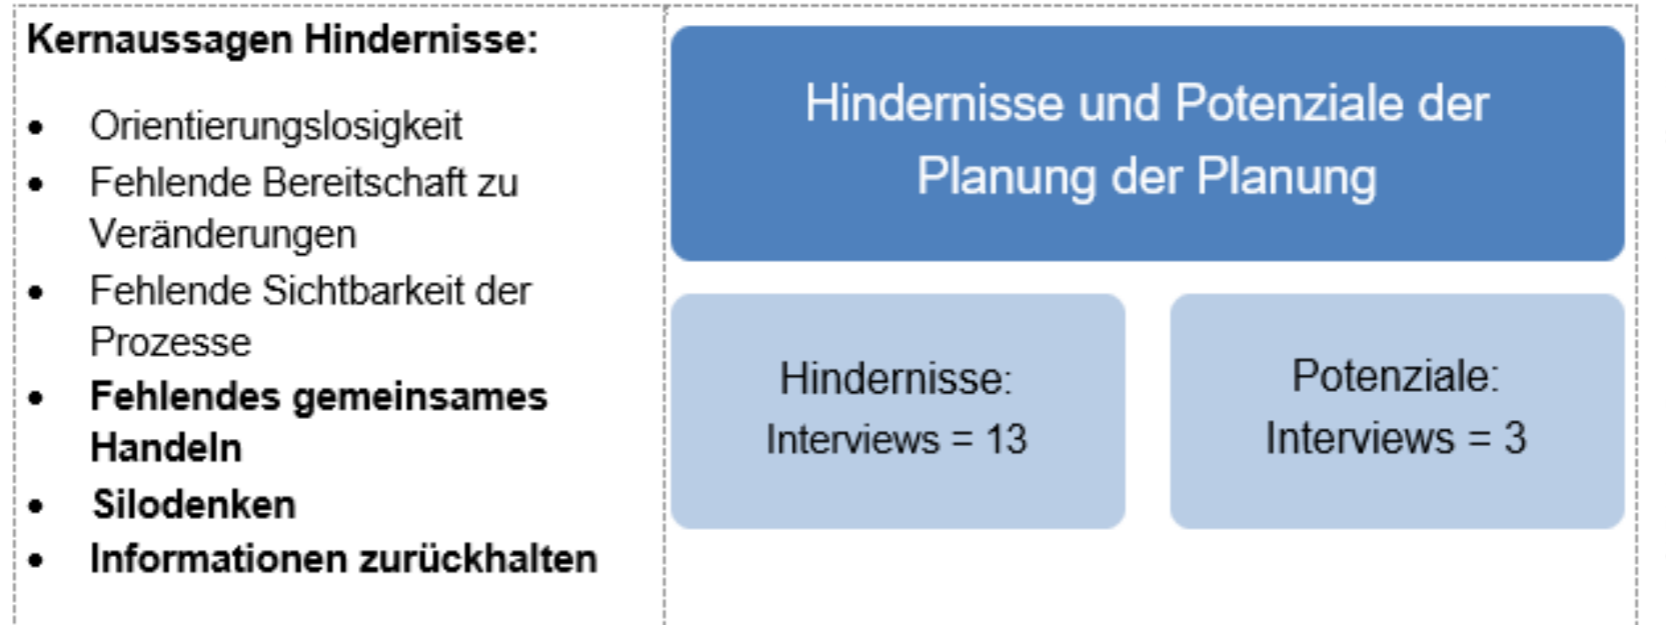 Kernaussagen Hindernisse:
• Orientierungslosigkeit
• Fehlende Bereitschaft zu
Veränderungen
• Fehlende Sichtbarkeit der
Prozesse
• Fehlendes gemeinsames
Handeln
• Silodenken
• Informationen zurückhalten
Hindernisse und Potenziale der
Planung der Planung
Hindernisse:
Interviews = 13
Potenziale:
Interviews = 3